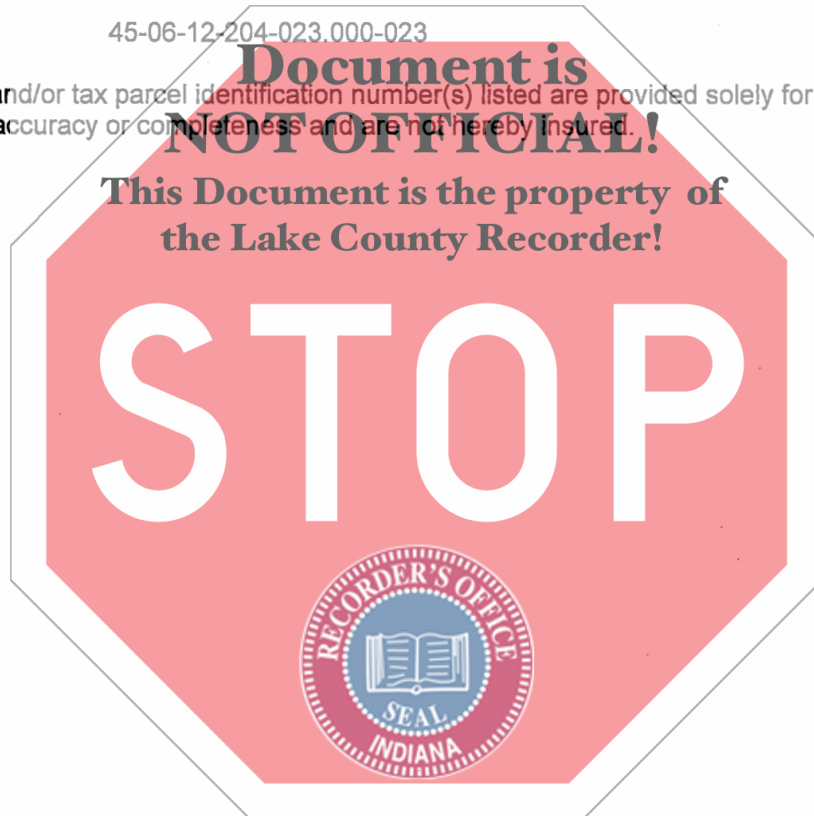 45-06-12-204-023.000-023
Document is
nd/or tax parcel identification number(s) listed are provided solely for
accuracy or completeness and are not hereby insured.
NOT OFFICIAL!
This Document is the property of
the Lake County Recorder!
STOP
RECORDER'S OFFICE
SEAL
INDIANA